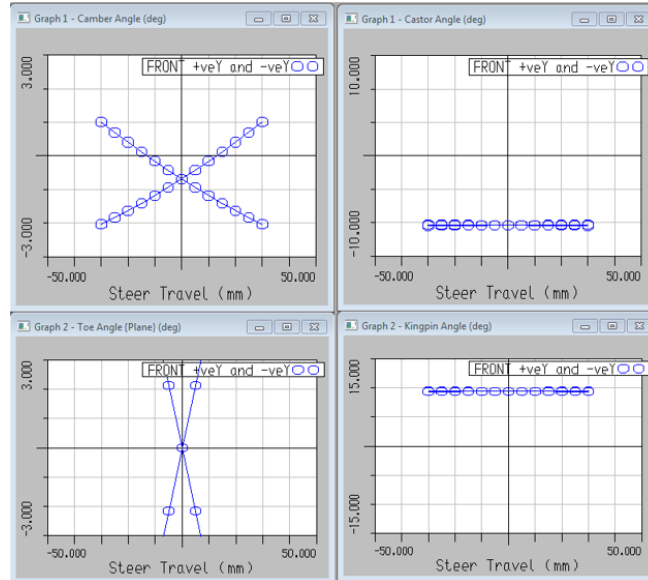 Graph 1 - Camber Angle (deg)
FRONT +veY and -veY
3.000
-3.000
-50.000
50.000
Steer Travel (mm)
Graph 1 - Castor Angle (deg)
FRONT +veY and -veY
10.000
-10.000
-50.000
50.000
Steer Travel (mm)
Graph 2 - Toe Angle (Plane) (deg)
FRONT +veY and -veY
3.000
-3.000
-50.000
50.000
Steer Travel (mm)
Graph 2 - Kingpin Angle (deg)
FRONT +veY and -veY
15.000
-15.000
-50.000
50.000
Steer Travel (mm)